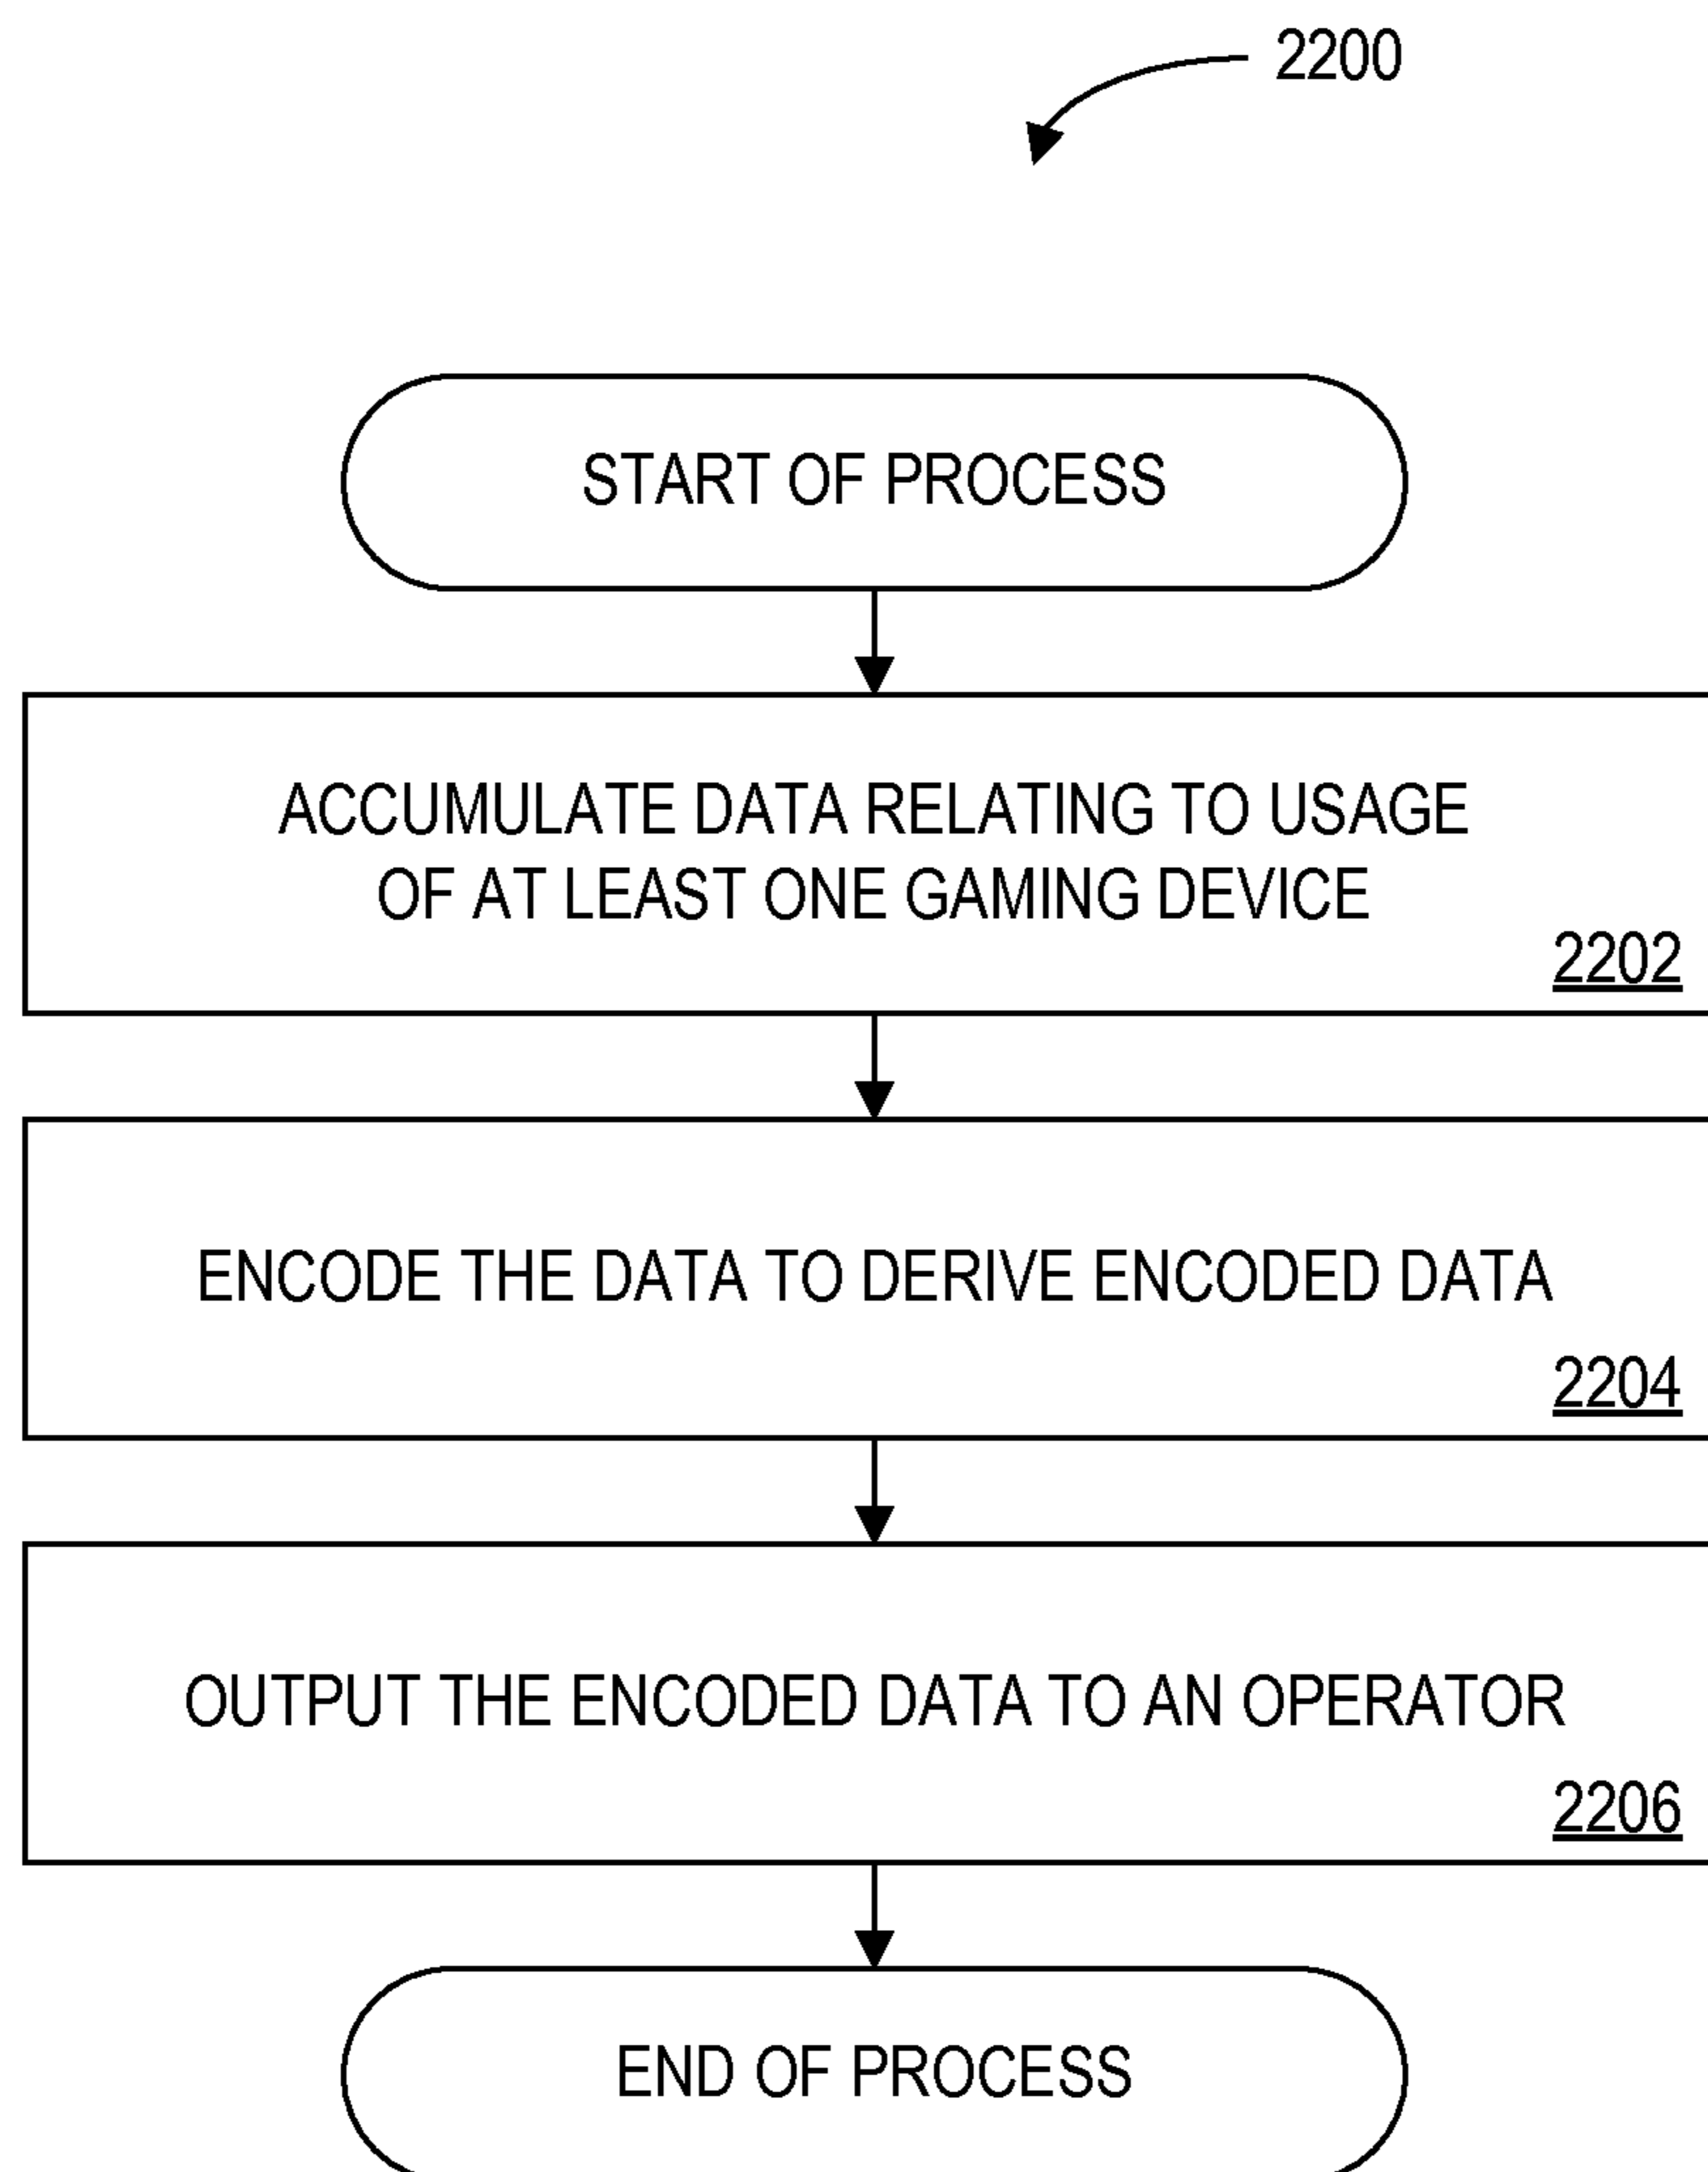 2200
START OF PROCESS
ACCUMULATE DATA RELATING TO USAGE
OF AT LEAST ONE GAMING DEVICE
2202
ENCODE THE DATA TO DERIVE ENCODED DATA
2204
OUTPUT THE ENCODED DATA TO AN OPERATOR
2206
END OF PROCESS